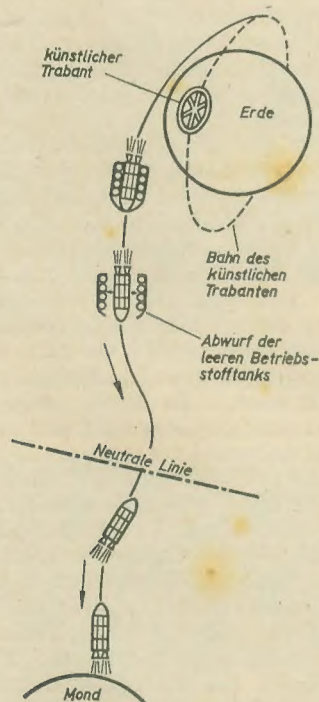 künstlicher
Trabant
Erde
Bahn des
künstlichen
Trabanten
Abwurf der
leeren Betriebs-
stofftanks
Neutrale Linie
Mond